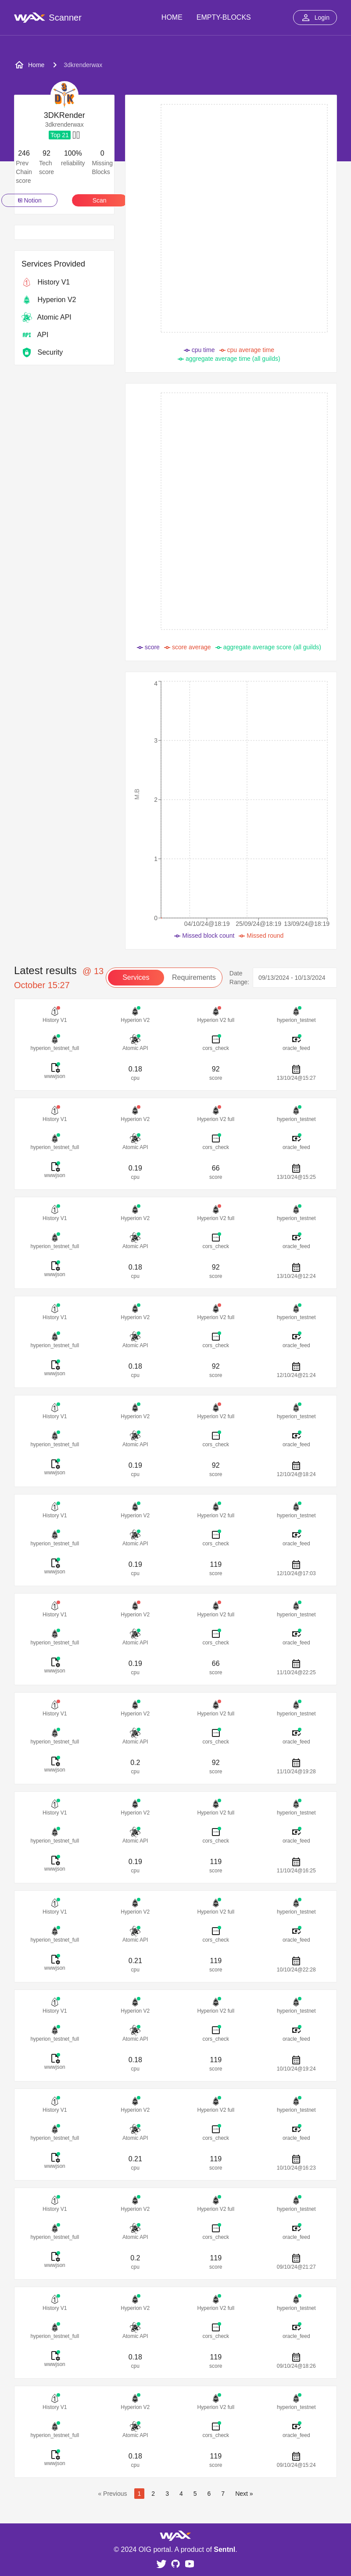 WAX Scanner
HOME
EMPTY-BLOCKS
Login
Home
3dkrenderwax
3DK
3DKRender
3dkrenderwax
Top 21
246 92 100% 0
Prev Chain score
Tech score
reliability
Missing Blocks
Notion
Scan
Services Provided
History V1
Hyperion V2
Atomic API
API
Security
cpu time
cpu average time
aggregate average time (all guilds)
score
score average
aggregate average score (all guilds)
4
3
2
1
0
M.B
04/10/24@18:19 25/09/24@18:19 13/09/24@18:19
Missed block count
Missed round
Latest results @ 13 October 15:27
Services
Requirements
Date Range:
09/13/2024 - 10/13/2024
History V1 Hyperion V2 Hyperion V2 full hyperion_testnet
hyperion_testnet_full Atomic API cors_check oracle_feed
wwwjson 0.18 cpu 92 score 13/10/24@15:27
History V1 Hyperion V2 Hyperion V2 full hyperion_testnet
hyperion_testnet_full Atomic API cors_check oracle_feed
wwwjson 0.19 cpu 66 score 13/10/24@15:25
History V1 Hyperion V2 Hyperion V2 full hyperion_testnet
hyperion_testnet_full Atomic API cors_check oracle_feed
wwwjson 0.18 cpu 92 score 13/10/24@12:24
History V1 Hyperion V2 Hyperion V2 full hyperion_testnet
hyperion_testnet_full Atomic API cors_check oracle_feed
wwwjson 0.18 cpu 92 score 12/10/24@21:24
History V1 Hyperion V2 Hyperion V2 full hyperion_testnet
hyperion_testnet_full Atomic API cors_check oracle_feed
wwwjson 0.19 cpu 92 score 12/10/24@18:24
History V1 Hyperion V2 Hyperion V2 full hyperion_testnet
hyperion_testnet_full Atomic API cors_check oracle_feed
wwwjson 0.19 cpu 119 score 12/10/24@17:03
History V1 Hyperion V2 Hyperion V2 full hyperion_testnet
hyperion_testnet_full Atomic API cors_check oracle_feed
wwwjson 0.19 cpu 66 score 11/10/24@22:25
History V1 Hyperion V2 Hyperion V2 full hyperion_testnet
hyperion_testnet_full Atomic API cors_check oracle_feed
wwwjson 0.2 cpu 92 score 11/10/24@19:28
History V1 Hyperion V2 Hyperion V2 full hyperion_testnet
hyperion_testnet_full Atomic API cors_check oracle_feed
wwwjson 0.19 cpu 119 score 11/10/24@16:25
History V1 Hyperion V2 Hyperion V2 full hyperion_testnet
hyperion_testnet_full Atomic API cors_check oracle_feed
wwwjson 0.21 cpu 119 score 10/10/24@22:28
History V1 Hyperion V2 Hyperion V2 full hyperion_testnet
hyperion_testnet_full Atomic API cors_check oracle_feed
wwwjson 0.18 cpu 119 score 10/10/24@19:24
History V1 Hyperion V2 Hyperion V2 full hyperion_testnet
hyperion_testnet_full Atomic API cors_check oracle_feed
wwwjson 0.21 cpu 119 score 10/10/24@16:23
History V1 Hyperion V2 Hyperion V2 full hyperion_testnet
hyperion_testnet_full Atomic API cors_check oracle_feed
wwwjson 0.2 cpu 119 score 09/10/24@21:27
History V1 Hyperion V2 Hyperion V2 full hyperion_testnet
hyperion_testnet_full Atomic API cors_check oracle_feed
wwwjson 0.18 cpu 119 score 09/10/24@18:26
History V1 Hyperion V2 Hyperion V2 full hyperion_testnet
hyperion_testnet_full Atomic API cors_check oracle_feed
wwwjson 0.18 cpu 119 score 09/10/24@15:24
« Previous 1 2 3 4 5 6 7 Next »
WAX
© 2024 OIG portal. A product of Sentnl.